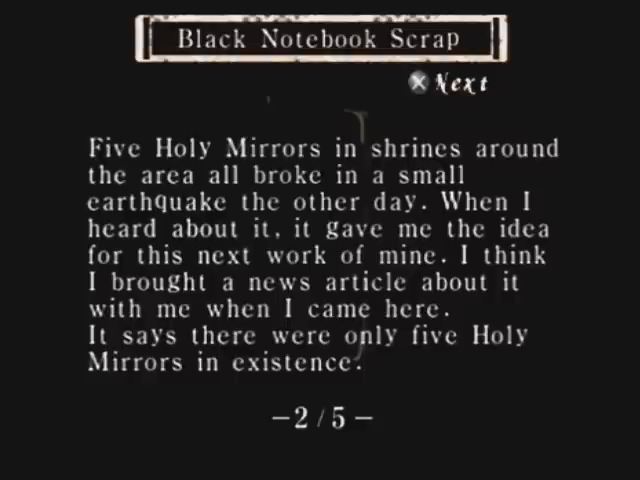 Black Notebook Scrap
Next
Five Holy Mirrors in shrines around
the area all broke in a small
earthquake the other day. When I
heard about it, it gave me the idea
for this next work of mine. I think
I brought a news article about it
with me when I came here.
It says there were only five Holy
Mirrors in existence.
-2/5-